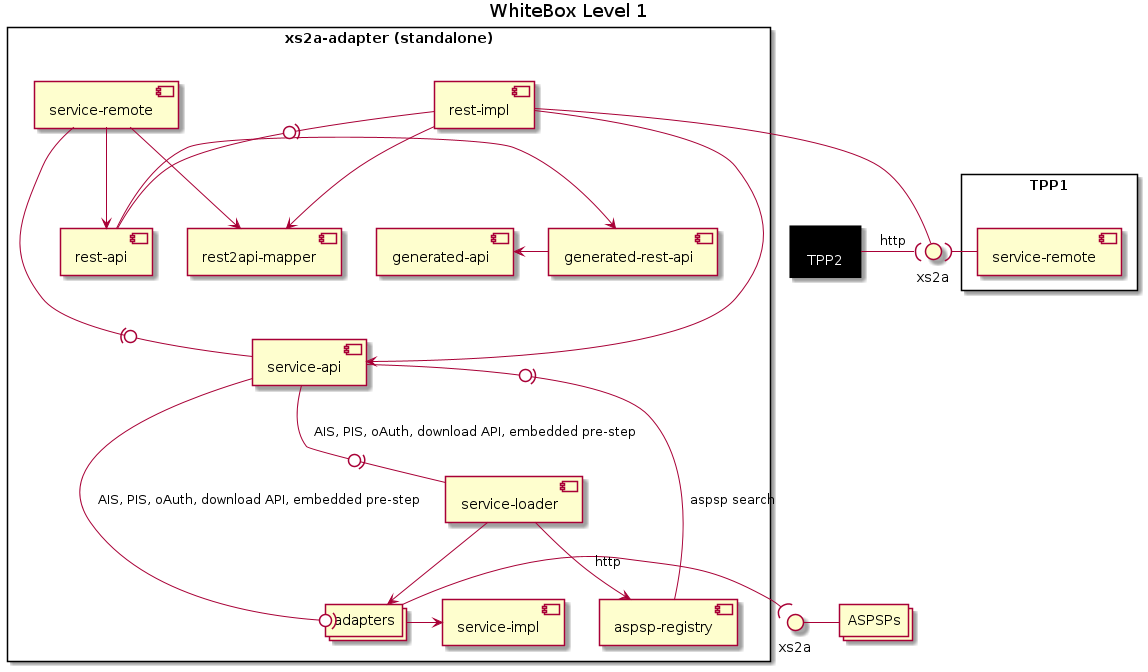 WhiteBox Level 1
xs2a-adapter (standalone)
service-remote
rest-impl
TPP1
rest-api
rest2api-mapper
generated-api
generated-rest-api
TPP2
http
xs2a
service-remote
service-api
AIS, PIS, oAuth, download API, embedded pre-step
AIS, PIS, oAuth, download API, embedded pre-step
service-loader
aspsp search
http
adapters
service-impl
aspsp-registry
xs2a
ASPSPs